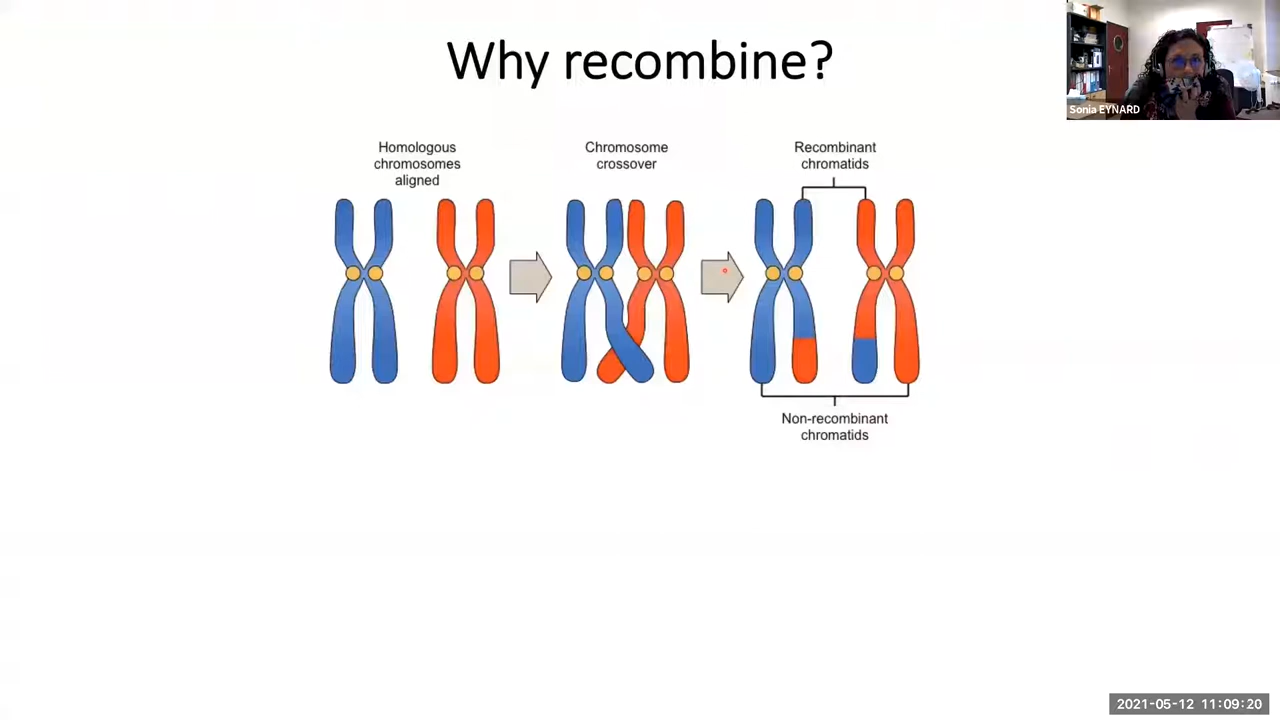 Why recombine?
Sonia EYNARD
Homologous
chromosomes
aligned
Chromosome
crossover
Recombinant
chromatids
Non-recombinant
chromatids
2021-05-12 11:09:20